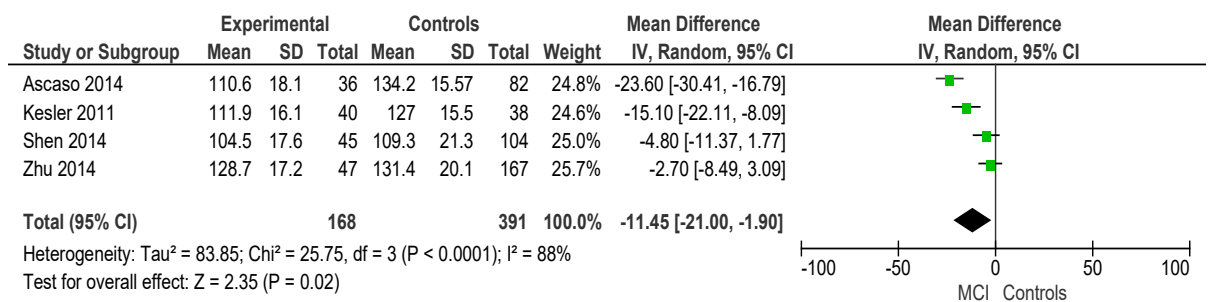 Experimental Controls Mean Difference Mean Difference
Study or Subgroup Mean SD Total Mean SD Total Weight IV, Random, 95% CI IV, Random, 95% CI
Ascaso 2014 110.6 18.1 36 134.2 15.57 82 24.8% -23.60 [-30.41, -16.79]
Kesler 2011 111.9 16.1 40 127 15.5 38 24.6% -15.10 [-22.11, -8.09]
Shen 2014 104.5 17.6 45 109.3 21.3 104 25.0% -4.80 [-11.37, 1.77]
Zhu 2014 128.7 17.2 47 131.4 20.1 167 25.7% -2.70 [-8.49, 3.09]
Total (95% CI) 168 391 100.0% -11.45 [-21.00, -1.90]
Heterogeneity: Tau² = 83.85; Chi² = 25.75, df = 3 (P < 0.0001); I² = 88%
Test for overall effect: Z = 2.35 (P = 0.02)
-100 -50 0 50 100
MCI Controls